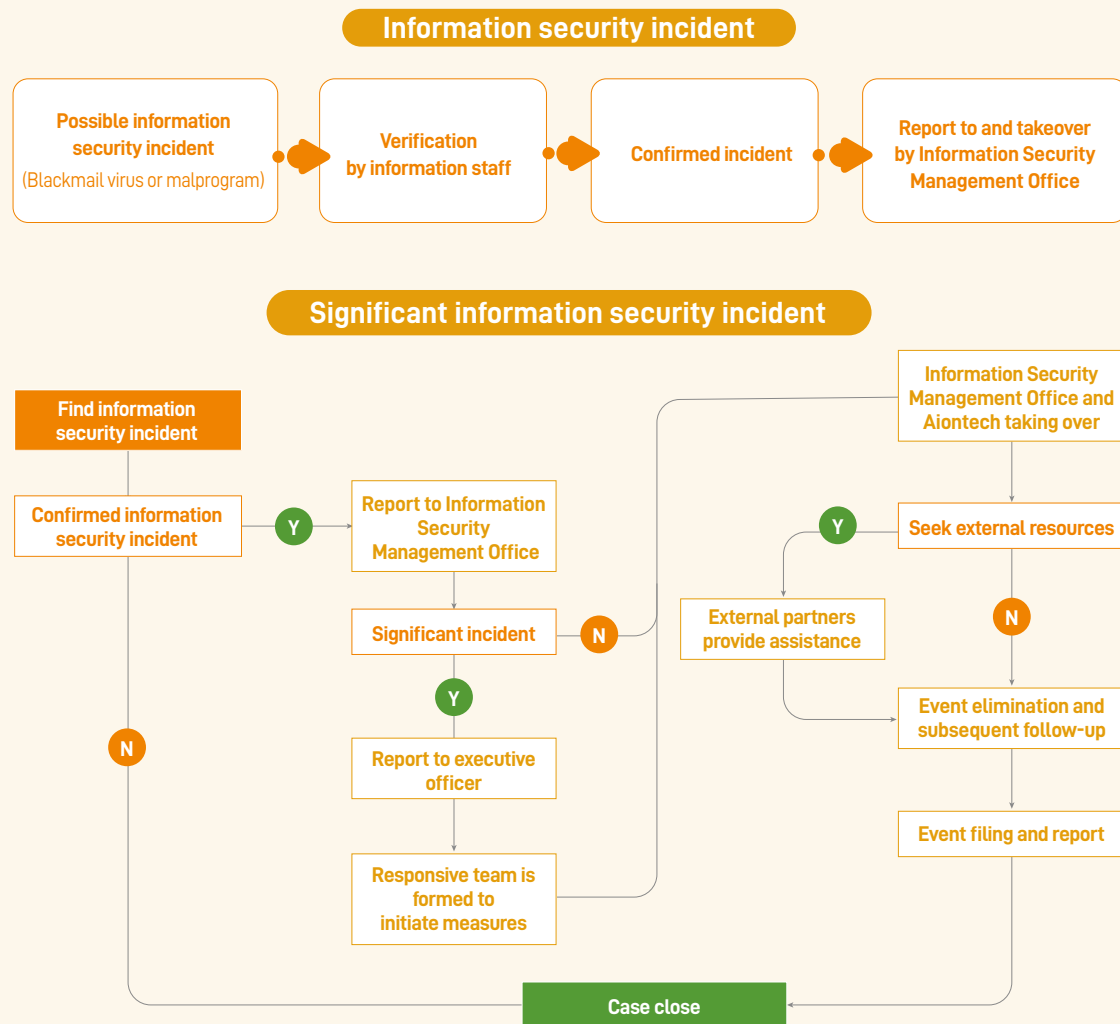 Information security incident
Possible information
security incident
(Blackmail virus or malprogram)
Verification
by information staff
Confirmed incident
Report to and takeover
by Information Security
Management Office
Significant information security incident
Find information
security incident
Confirmed information
security incident
Y
N
Report to Information
Security
Management Office
Significant incident
N
Y
Report to executive
officer
Responsive team is
formed to
initiate measures
Information Security
Management Office and
Aiontech taking over
Seek external resources
Y
N
External partners
provide assistance
Event elimination and
subsequent follow-up
Event filing and report
Case close